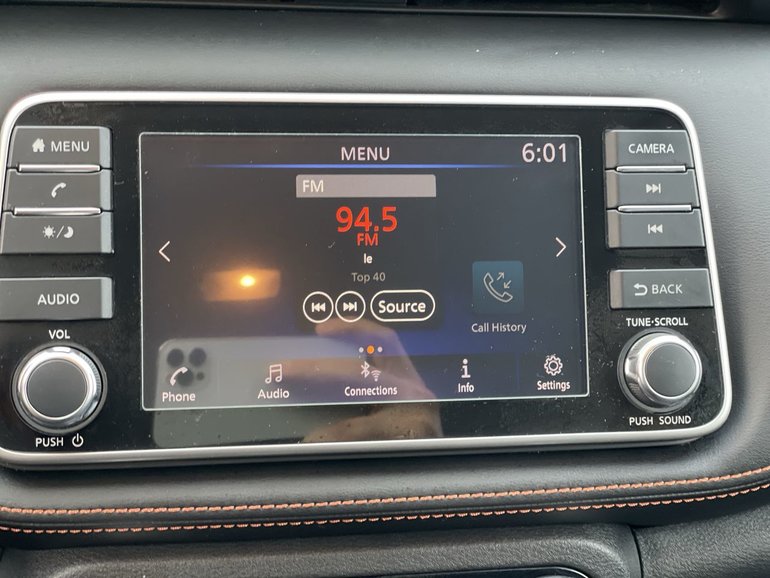 MENU
AUDIO
VOL
PUSH
MENU
6:01
FM
94.5
FM
le
Top 40
Source
Call History
Phone
Audio
Connections
Info
Settings
CAMERA
BACK
TUNE•SCROLL
PUSH SOUND